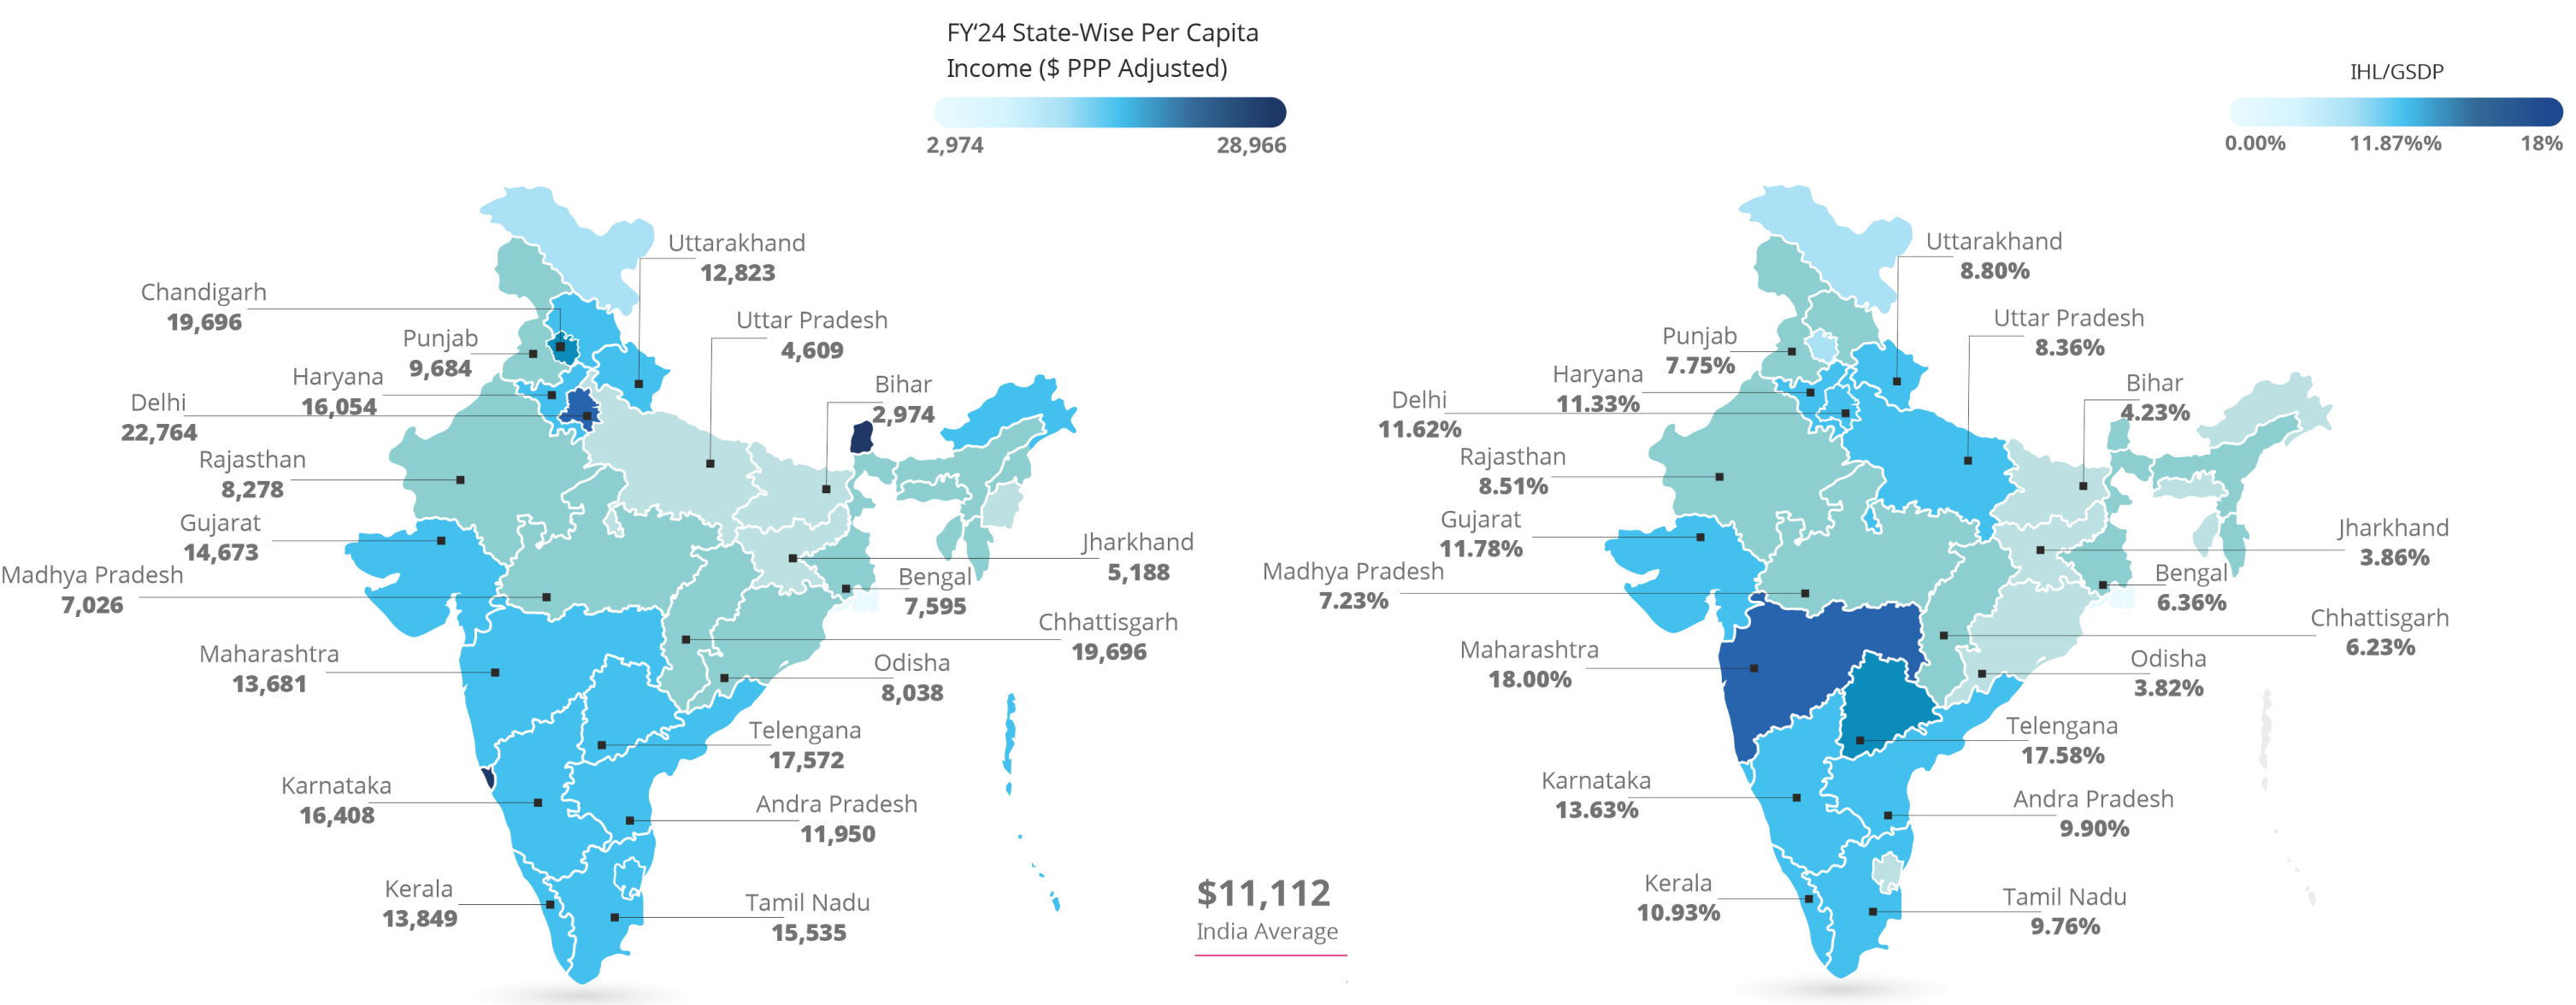 FY‘24 State-Wise Per Capita
Income ($ PPP Adjusted)
2,974
28,966
Uttarakhand
12,823
Chandigarh
19,696
Uttar Pradesh
4,609
Punjab
9,684
Haryana
16,054
Bihar
2,974
Delhi
22,764
Rajasthan
8,278
Gujarat
14,673
Jharkhand
5,188
Madhya Pradesh
7,026
Bengal
7,595
Chhattisgarh
19,696
Maharashtra
13,681
Odisha
8,038
Telengana
17,572
Karnataka
16,408
Andra Pradesh
11,950
Kerala
13,849
Tamil Nadu
15,535
$11,112
India Average
IHL/GSDP
0.00%
11.87%%
18%
Uttarakhand
8.80%
Uttar Pradesh
8.36%
Punjab
7.75%
Haryana
11.33%
Bihar
4.23%
Delhi
11.62%
Rajasthan
8.51%
Gujarat
11.78%
Jharkhand
3.86%
Madhya Pradesh
7.23%
Bengal
6.36%
Chhattisgarh
6.23%
Maharashtra
18.00%
Odisha
3.82%
Telengana
17.58%
Karnataka
13.63%
Andra Pradesh
9.90%
Kerala
10.93%
Tamil Nadu
9.76%